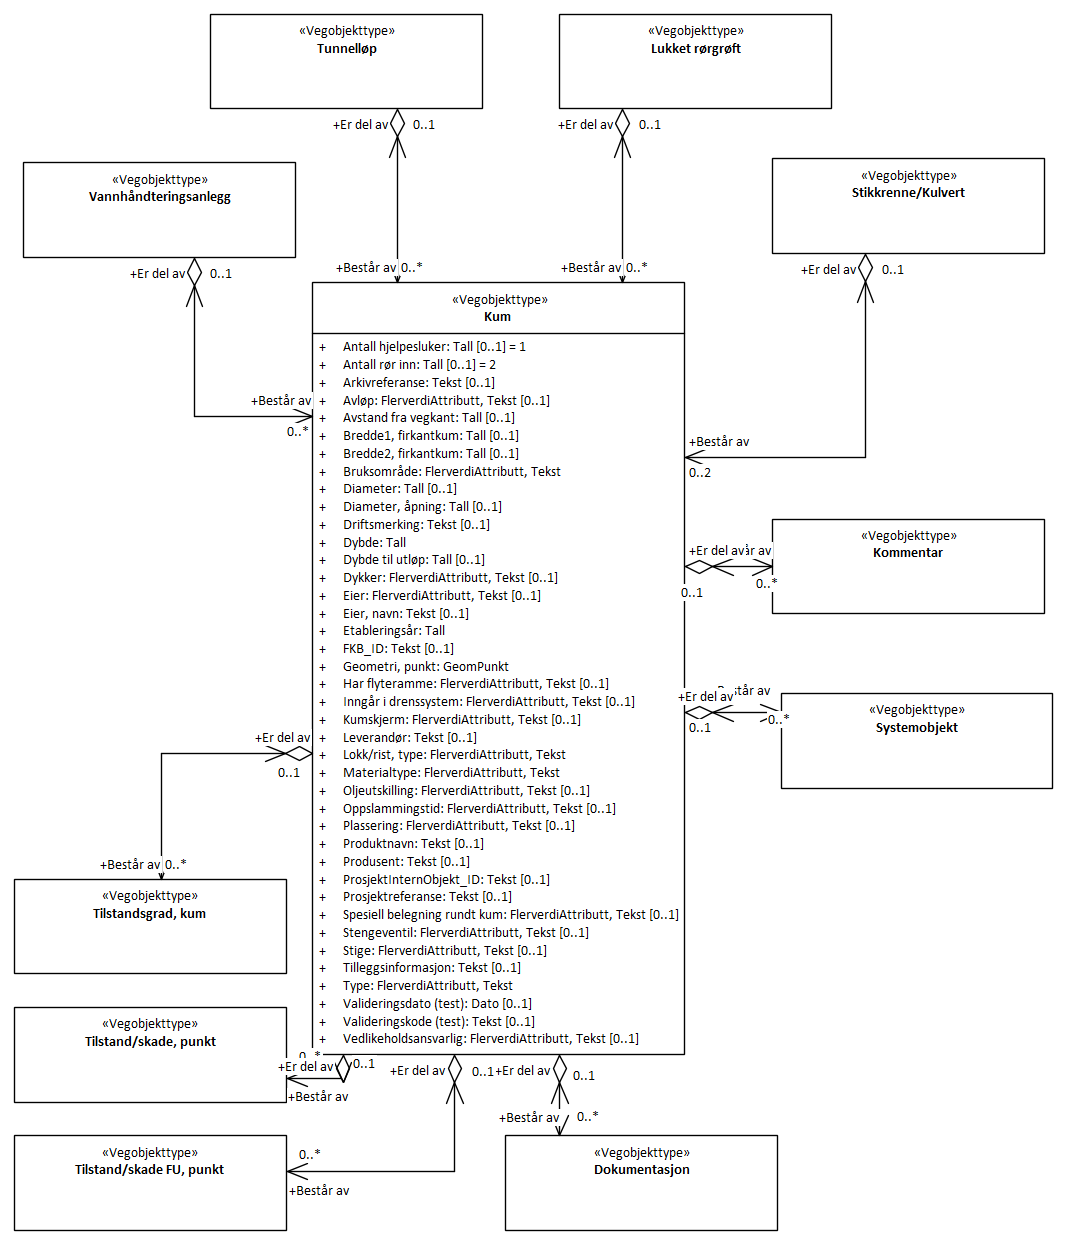 «Vegobjekttype»
Tunnelløp
«Vegobjekttype»
Lukket rørgrøft
+Er del av
0..1
+Er del av
0..1
«Vegobjekttype»
Vannhåndteringsanlegg
«Vegobjekttype»
Stikkrenne/Kulvert
+Er del av
0..1
+Er del av
0..1
+Består av
0..*
+Består av
0..*
«Vegobjekttype»
Kum
+ Antall hjelpesluker: Tall [0..1] = 1
+ Antall rør inn: Tall [0..1] = 2
+ Arkivreferanse: Tekst [0..1]
+ Avløp: FlerverdiAttributt, Tekst [0..1]
+ Avstand fra vegkant: Tall [0..1]
+ Bredde1, firkantkum: Tall [0..1]
+ Bredde2, firkantkum: Tall [0..1]
+ Bruksområde: FlerverdiAttributt, Tekst
+ Diameter: Tall [0..1]
+ Diameter, åpning: Tall [0..1]
+ Driftsmerking: Tekst [0..1]
+ Dybde: Tall
+ Dybde til utløp: Tall [0..1]
+ Dykker: FlerverdiAttributt, Tekst [0..1]
+ Eier: FlerverdiAttributt, Tekst [0..1]
+ Eier, navn: Tekst [0..1]
+ Etableringsår: Tall
+ FKB_ID: Tekst [0..1]
+ Geometri, punkt: GeomPunkt
+ Har flyteramme: FlerverdiAttributt, Tekst [0..1]
+ Inngår i drenssystem: FlerverdiAttributt, Tekst [0..1]
+ Kumskjerm: FlerverdiAttributt, Tekst [0..1]
+ Leverandør: Tekst [0..1]
+ Lokk/rist, type: FlerverdiAttributt, Tekst
+ Materialtype: FlerverdiAttributt, Tekst
+ Oljeutskilling: FlerverdiAttributt, Tekst [0..1]
+ Oppslammingstid: FlerverdiAttributt, Tekst [0..1]
+ Plassering: FlerverdiAttributt, Tekst [0..1]
+ Produktnavn: Tekst [0..1]
+ Produsent: Tekst [0..1]
+ ProsjektInternObjekt_ID: Tekst [0..1]
+ Prosjektreferanse: Tekst [0..1]
+ Spesiell belegning rundt kum: FlerverdiAttributt, Tekst [0..1]
+ Stengeventil: FlerverdiAttributt, Tekst [0..1]
+ Stige: FlerverdiAttributt, Tekst [0..1]
+ Tilleggsinformasjon: Tekst [0..1]
+ Type: FlerverdiAttributt, Tekst
+ Valideringsdato (test): Dato [0..1]
+ Valideringskode (test): Tekst [0..1]
+ Vedlikeholdsansvarlig: FlerverdiAttributt, Tekst [0..1]
+Består av
0..*
+Består av
0..2
«Vegobjekttype»
Kommentar
+Er del av
år av
0..1
0..*
«Vegobjekttype»
Systemobjekt
+Er del av
står av
0..1
0..*
+Er del av
0..1
+Består av
0..*
«Vegobjekttype»
Tilstandsgrad, kum
«Vegobjekttype»
Tilstand/skade, punkt
0..*
+Er del av
0..1
+Består av
+Er del av
0..1
+Er del av
0..1
+Består av
0..*
«Vegobjekttype»
Tilstand/skade FU, punkt
0..*
+Består av
«Vegobjekttype»
Dokumentasjon